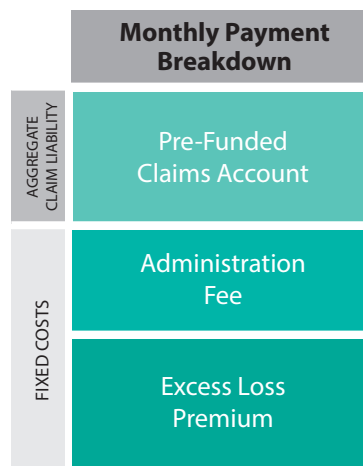 Monthly Payment
Breakdown
AGGREGATE
CLAIM LIABILITY
Pre-Funded
Claims Account
FIXED COSTS
Administration
Fee
Excess Loss
Premium